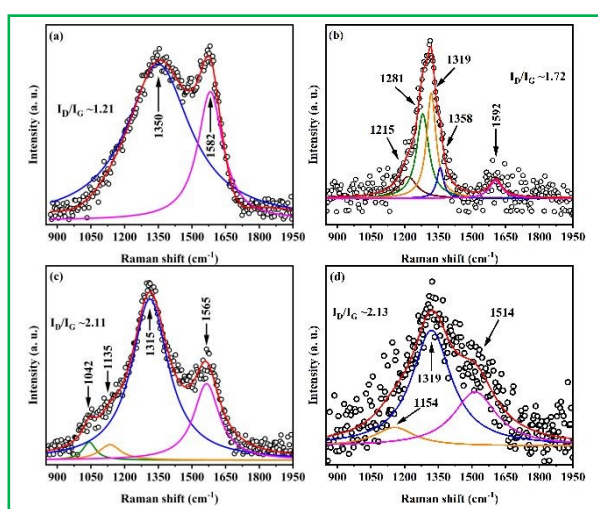 (a)
I_D/I_G ~1.21
1350
1582
Intensity (a. u.)
900 1050 1200 1350 1500 1650 1800 1950
Raman shift (cm⁻¹)
(b)
1319
1281
I_D/I_G ~1.72
1215
1358
1592
Intensity (a. u.)
900 1050 1200 1350 1500 1650 1800 1950
Raman shift (cm⁻¹)
(c)
I_D/I_G ~2.11
1042
1135
1315
1565
Intensity (a. u.)
900 1050 1200 1350 1500 1650 1800 1950
Raman shift (cm⁻¹)
(d)
I_D/I_G ~2.13
1514
1319
1154
Intensity (a. u.)
900 1050 1200 1350 1500 1650 1800 1950
Raman shift (cm⁻¹)